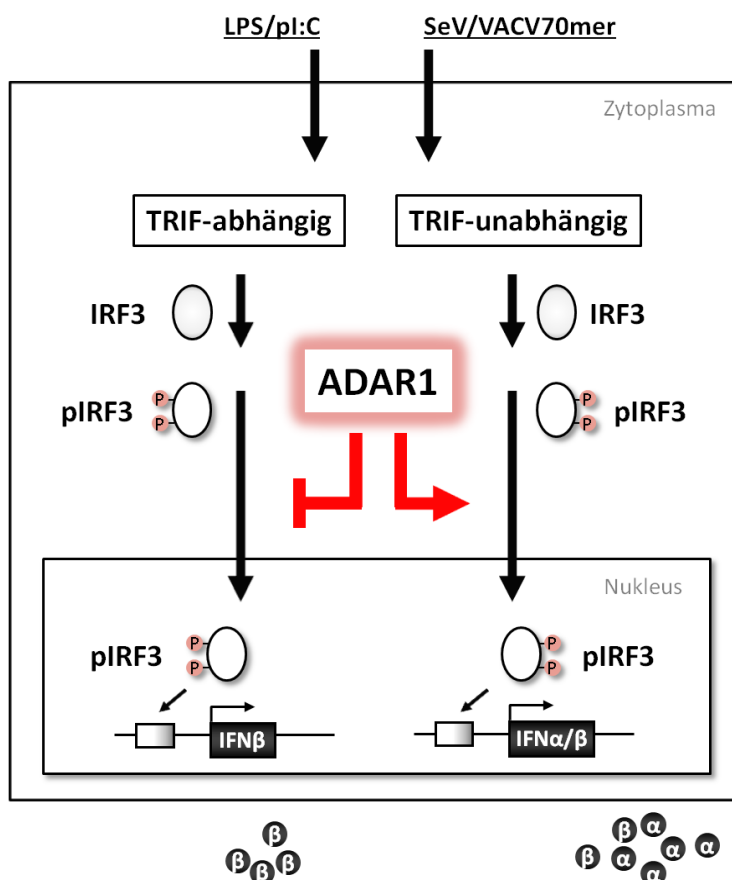 LPS/pI:C
SeV/VACV70mer
Zytoplasma
TRIF-abhängig
TRIF-unabhängig
IRF3
IRF3
ADAR1
pIRF3
P
P
P
P
pIRF3
Nukleus
pIRF3
P
P
P
P
pIRF3
IFNβ
IFNα/β
β
β
β
β
β
α
α
β
α
α
α